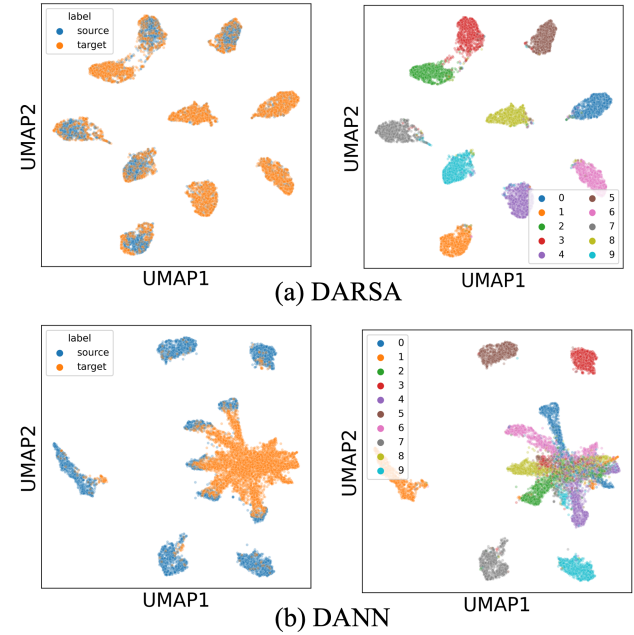 label
source
target
UMAP2
UMAP1
UMAP2
UMAP1
0 5
1 6
2 7
3 8
4 9
(a) DARSA
label
source
target
UMAP2
UMAP1
0
1
2
3
4
5
6
7
8
9
UMAP2
UMAP1
(b) DANN